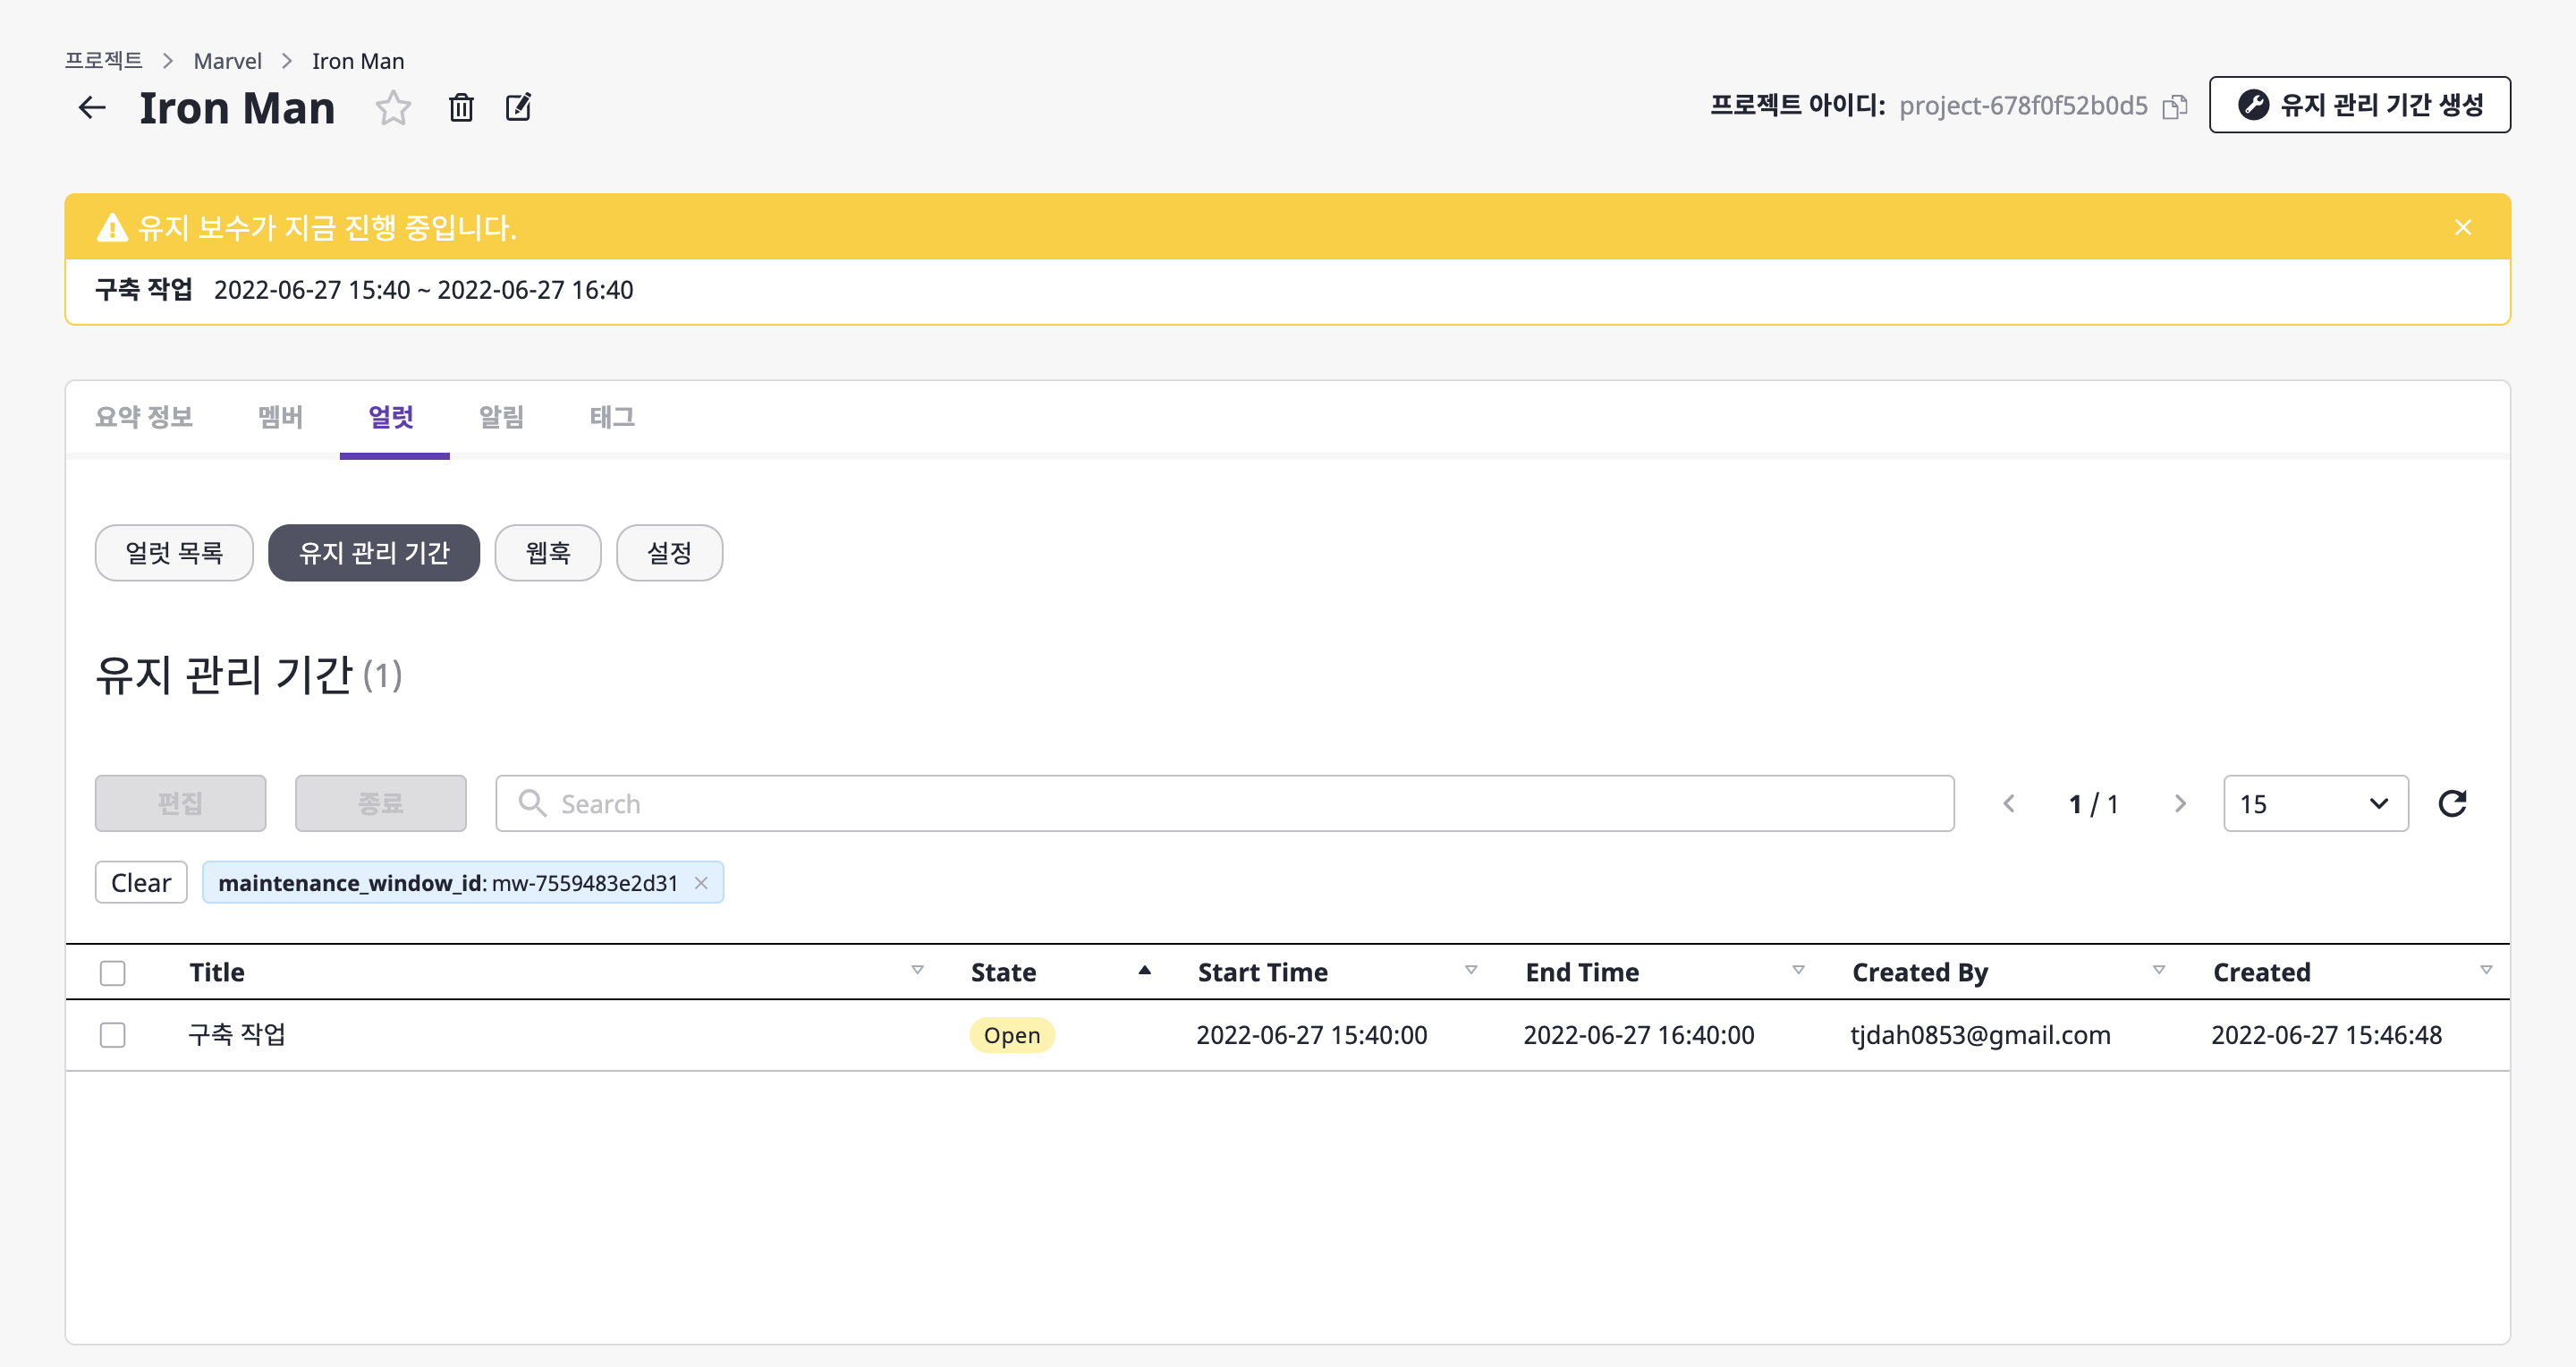 프로젝트 > Marvel > Iron Man
Iron Man
프로젝트 아이디: project-678f0f52b0d5
유지 관리 기간 생성
유지 보수가 지금 진행 중입니다.
구축 작업 2022-06-27 15:40 ~ 2022-06-27 16:40
요약 정보 멤버 얼럿 알림 태그
얼럿 목록 유지 관리 기간 웹훅 설정
유지 관리 기간 (1)
편집 종료 Search 1 / 1 15
Clear maintenance_window_id: mw-7559483e2d31
Title State Start Time End Time Created By Created
구축 작업 Open 2022-06-27 15:40:00 2022-06-27 16:40:00 tjdah0853@gmail.com 2022-06-27 15:46:48